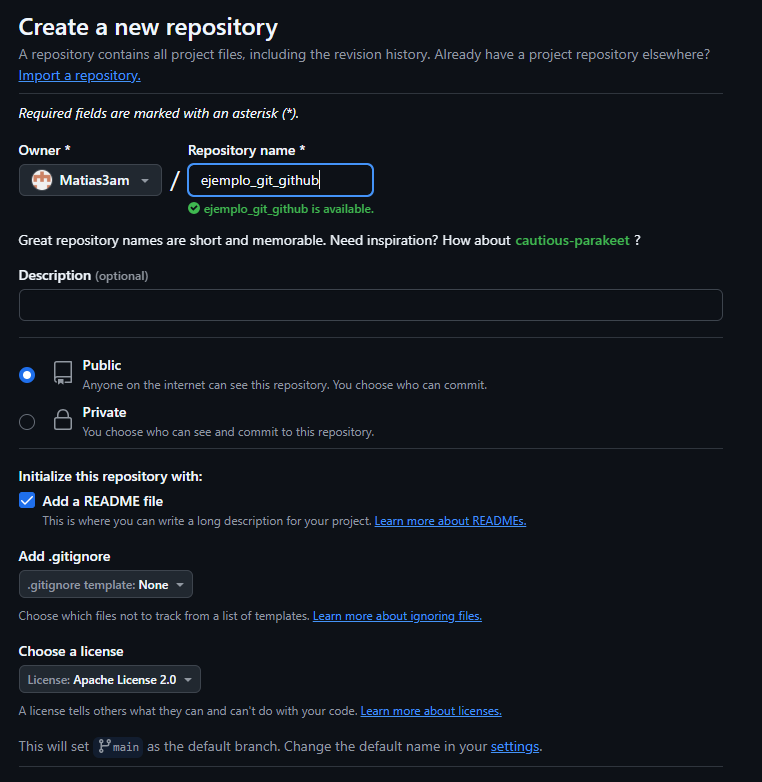 Create a new repository
A repository contains all project files, including the revision history. Already have a project repository elsewhere?
Import a repository.
Required fields are marked with an asterisk (*).
Owner * Repository name *
Matias3am / ejemplo_git_github
ejemplo_git_github is available.
Great repository names are short and memorable. Need inspiration? How about cautious-parakeet ?
Description (optional)
Public
Anyone on the internet can see this repository. You choose who can commit.
Private
You choose who can see and commit to this repository.
Initialize this repository with:
Add a README file
This is where you can write a long description for your project. Learn more about READMEs.
Add .gitignore
.gitignore template: None
Choose which files not to track from a list of templates. Learn more about ignoring files.
Choose a license
License: Apache License 2.0
A license tells others what they can and can't do with your code. Learn more about licenses.
This will set main as the default branch. Change the default name in your settings.